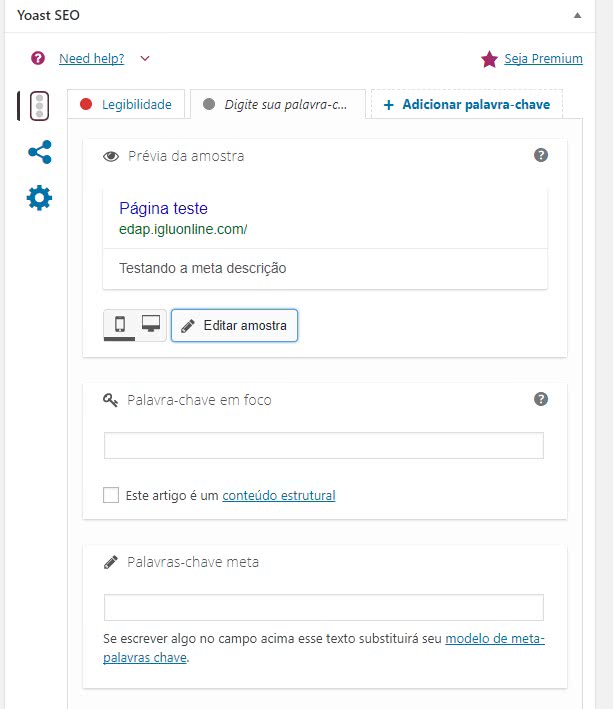 Yoast SEO
Need help?
Seja Premium
Legibilidade
Digite sua palavra-c...
+ Adicionar palavra-chave
Prévia da amostra
Página teste
edap.igluonline.com/
Testando a meta descrição
Editar amostra
Palavra-chave em foco
Este artigo é um conteúdo estrutural
Palavras-chave meta
Se escrever algo no campo acima esse texto substituirá seu modelo de meta-
palavras chave.